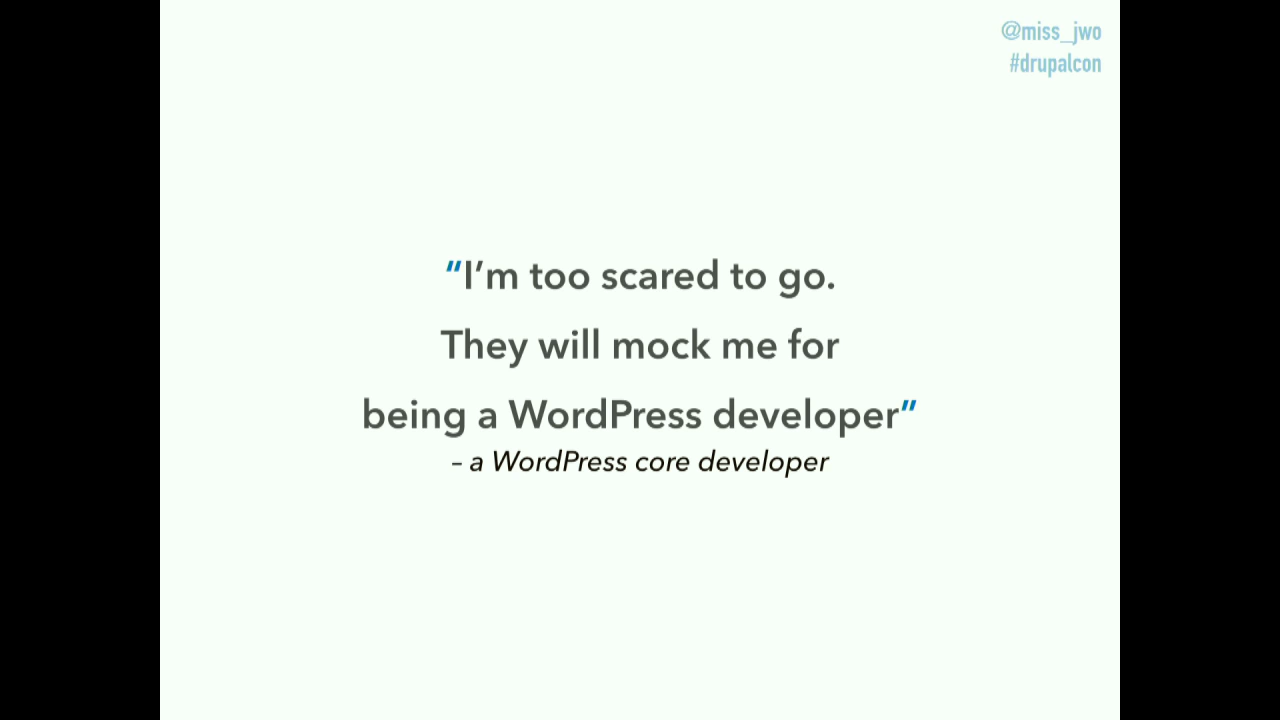 @miss_jwo
#drupalcon
“I’m too scared to go.
They will mock me for
being a WordPress developer”
– a WordPress core developer